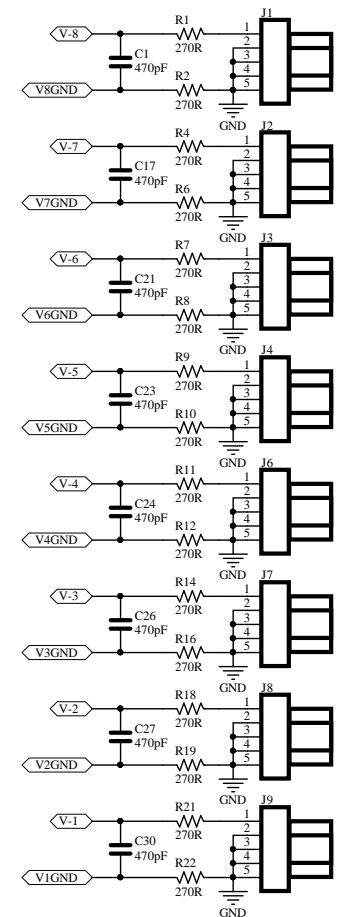 J1
R1
V-8
1
270R
2
C1
3
470pF
4
R2
5
V8GND
270R
GND
J2
R4
V-7
1
270R
2
C17
3
470pF
4
R6
5
V7GND
270R
GND
J3
R7
V-6
1
270R
2
C21
3
470pF
4
R8
5
V6GND
270R
GND
J4
R9
V-5
1
270R
2
C23
3
470pF
4
R10
5
V5GND
270R
GND
J6
R11
V-4
1
270R
2
C24
3
470pF
4
R12
5
V4GND
270R
GND
J7
R14
V-3
1
270R
2
C26
3
470pF
4
R16
5
V3GND
270R
GND
J8
R18
V-2
1
270R
2
C27
3
470pF
4
R19
5
V2GND
270R
GND
J9
R21
V-1
1
270R
2
C30
3
470pF
4
R22
5
V1GND
270R
GND